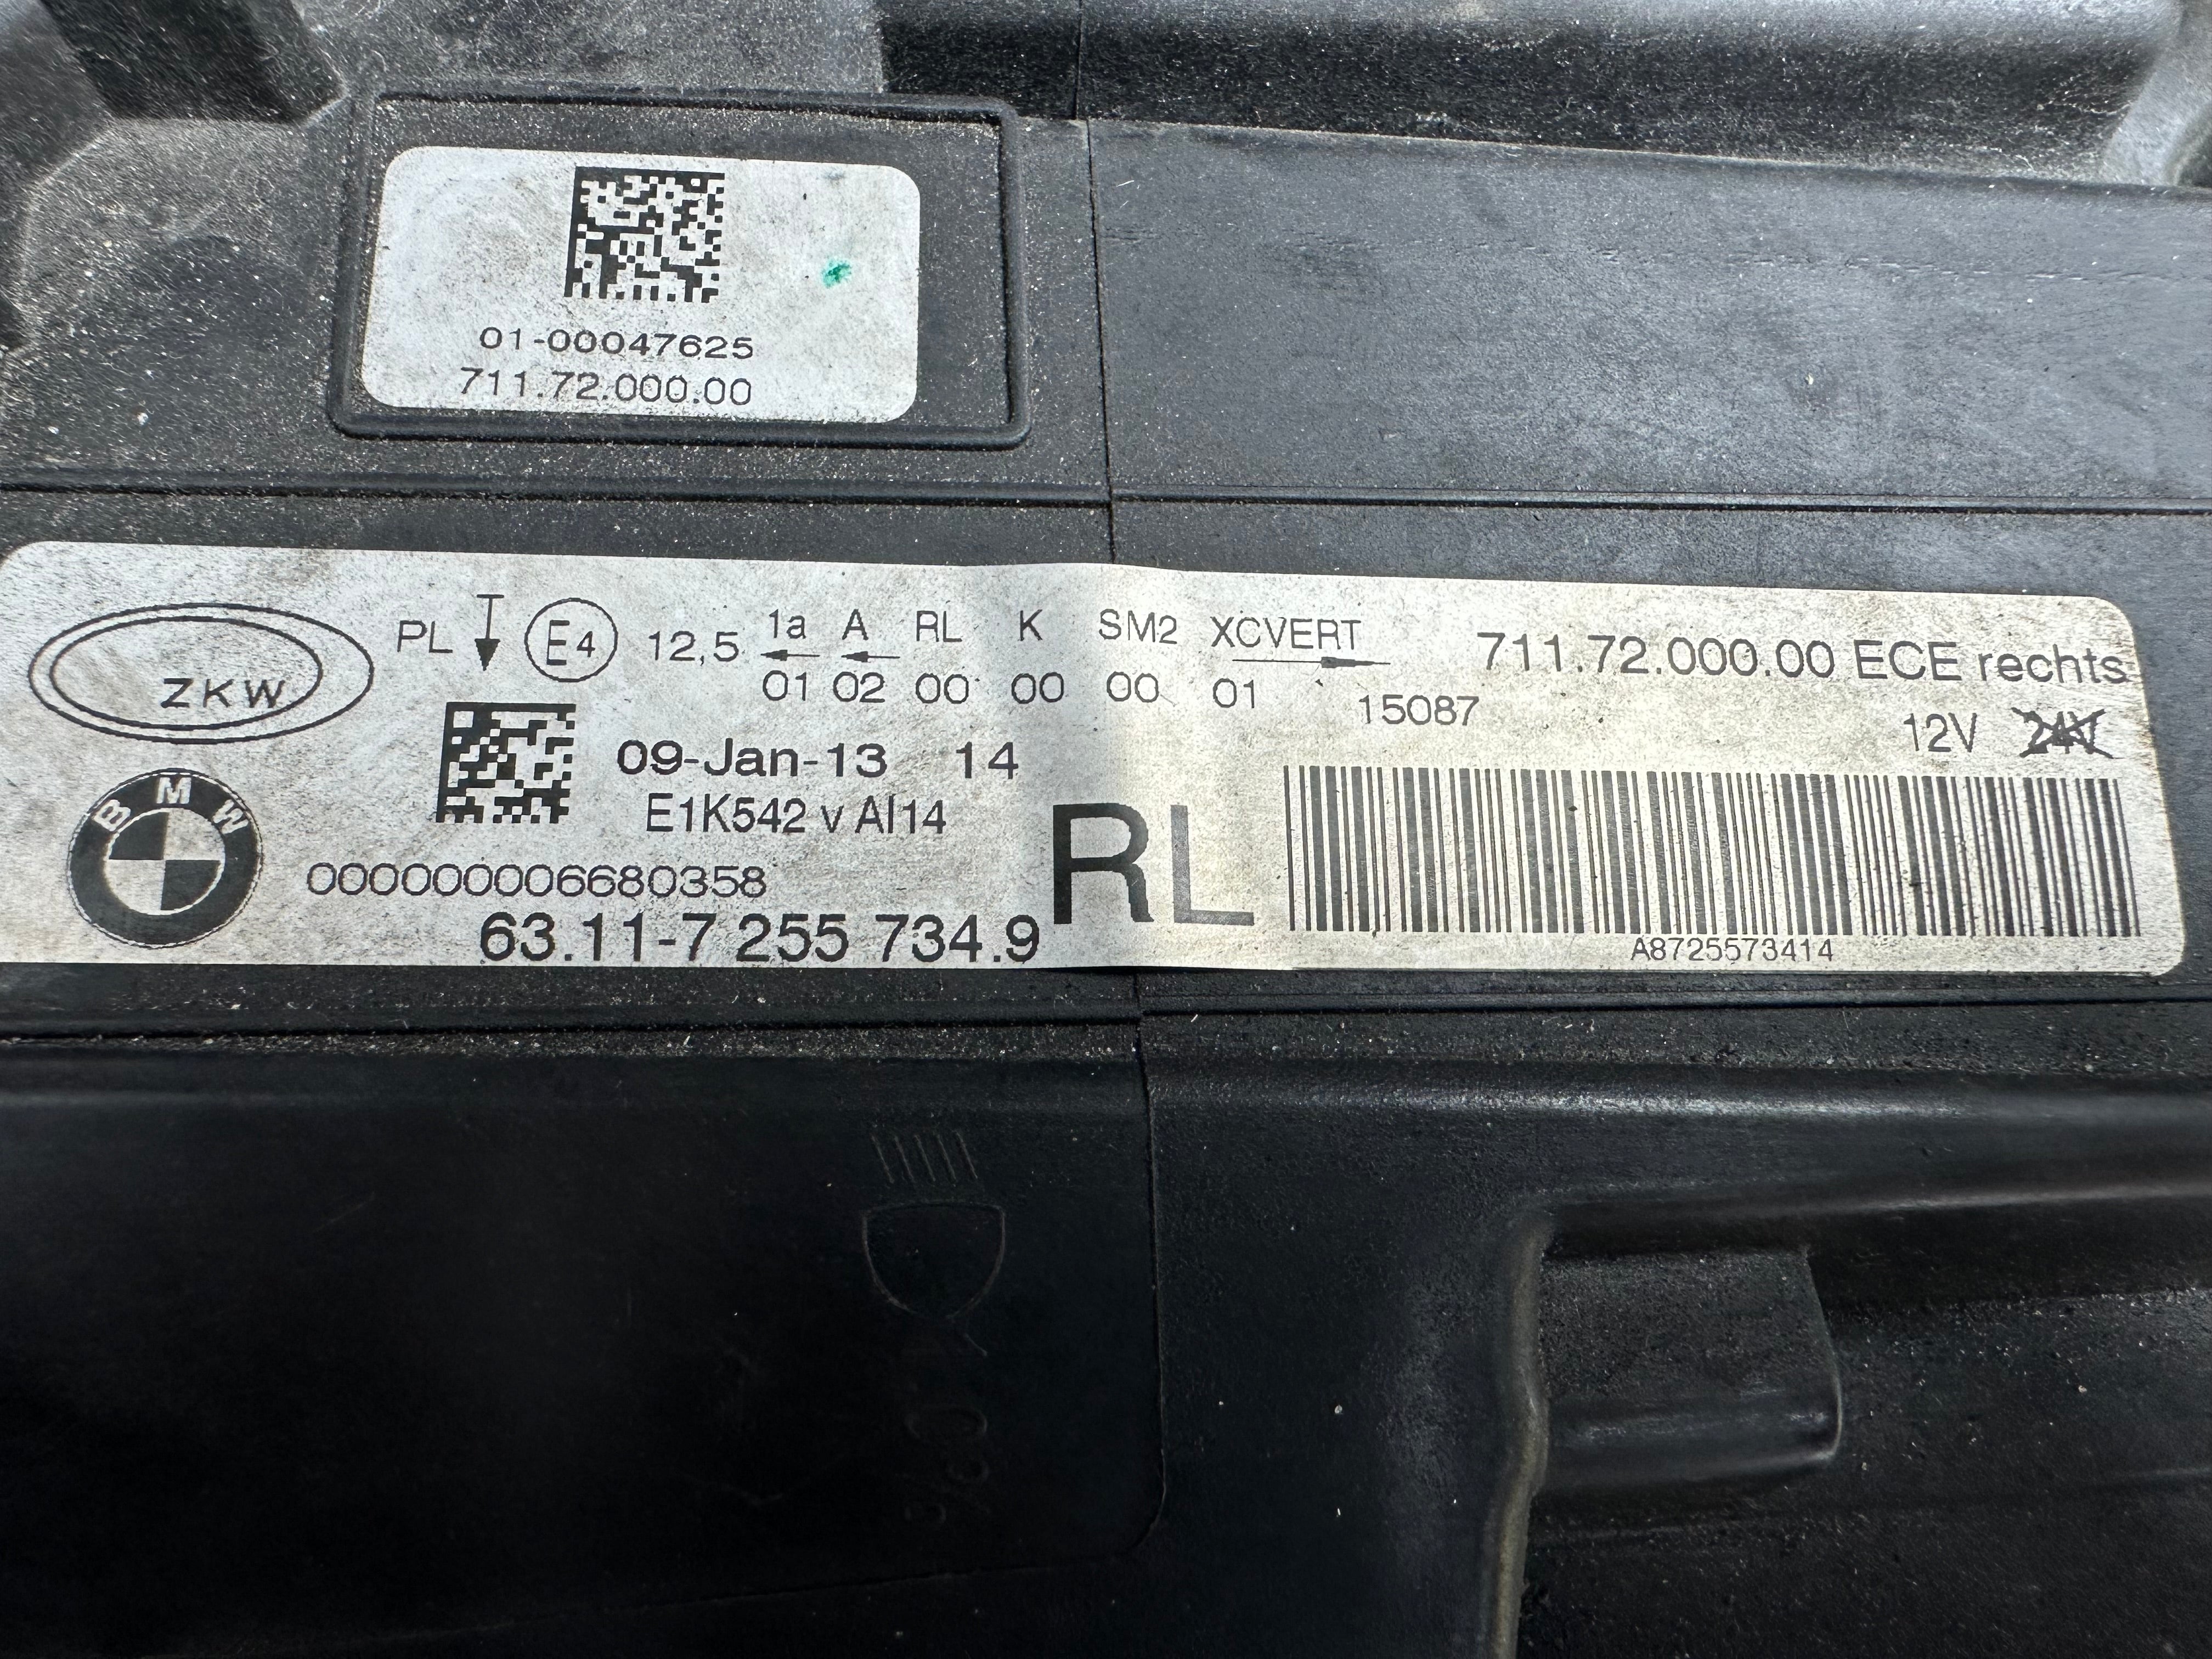 01-00047625
711.72.000.00
ZKW
PL E4 12,5 1a A RL K SM2 XCVERT 711.72.000.00 ECE rechts
01 02 00 00 00 01 15087
12V 24V
09-Jan-13 14
E1K542 v AI14
BMW
000000006680358
RL
63.11-7 255 734.9
A8725573414